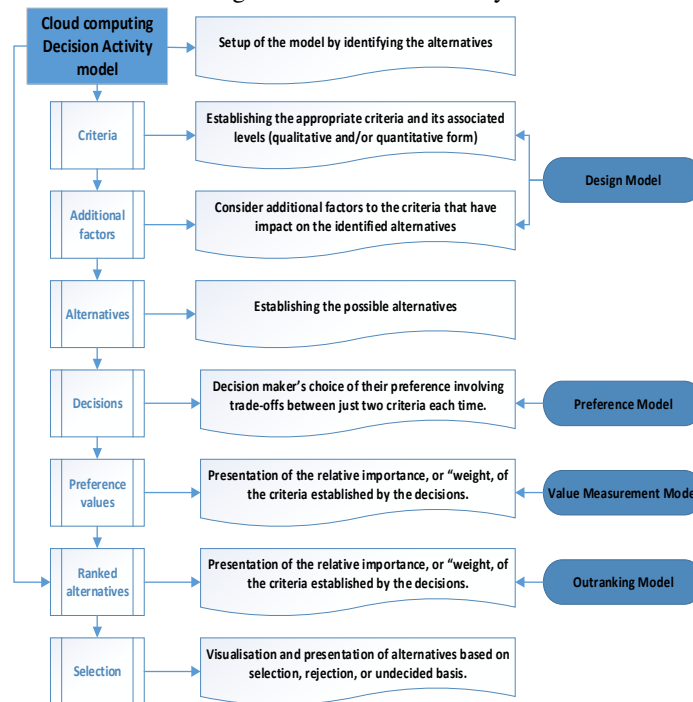 Cloud computing
Decision Activity
model
Setup of the model by identifying the alternatives
Criteria
Establishing the appropriate criteria and its associated
levels (qualitative and/or quantitative form)
Design Model
Additional
factors
Consider additional factors to the criteria that have
impact on the identified alternatives
Alternatives
Establishing the possible alternatives
Decisions
Decision maker's choice of their preference involving
trade-offs between just two criteria each time.
Preference Model
Preference
values
Presentation of the relative importance, or “weight, of
the criteria established by the decisions.
Value Measurement Mode
Ranked
alternatives
Presentation of the relative importance, or “weight, of
the criteria established by the decisions.
Outranking Model
Selection
Visualisation and presentation of alternatives based on
selection, rejection, or undecided basis.